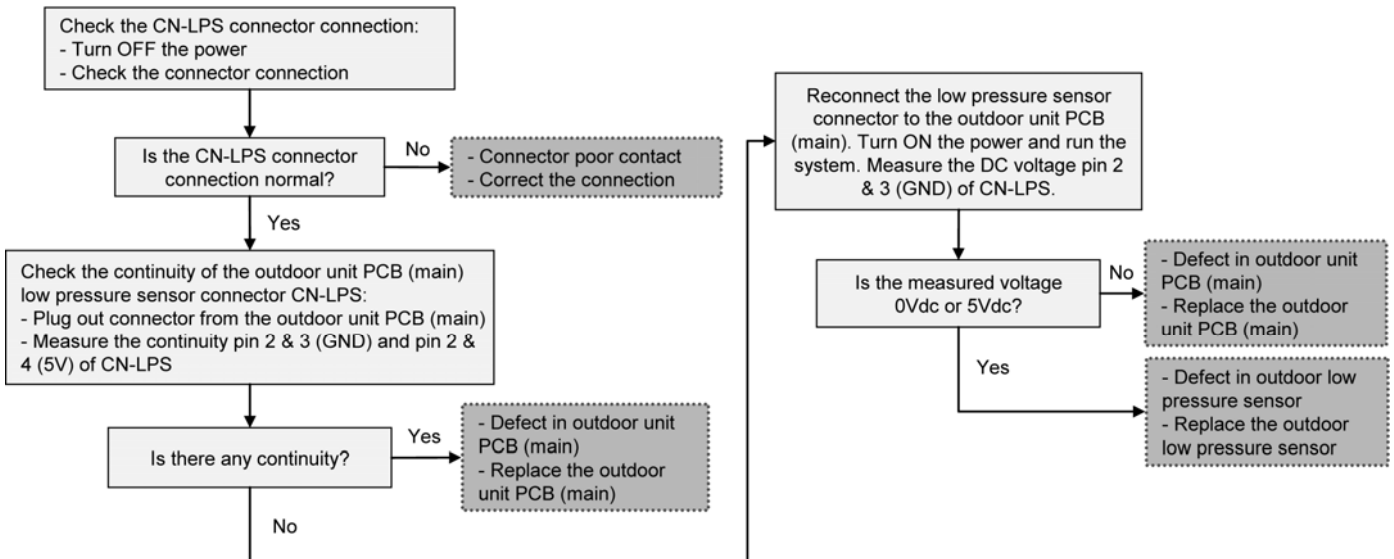 Check the CN-LPS connector connection:
- Turn OFF the power
- Check the connector connection
Is the CN-LPS connector
connection normal?
No
- Connector poor contact
- Correct the connection
Yes
Check the continuity of the outdoor unit PCB (main)
low pressure sensor connector CN-LPS:
- Plug out connector from the outdoor unit PCB (main)
- Measure the continuity pin 2 & 3 (GND) and pin 2 &
4 (5V) of CN-LPS
Is there any continuity?
Yes
- Defect in outdoor unit
PCB (main)
- Replace the outdoor
unit PCB (main)
No
Reconnect the low pressure sensor
connector to the outdoor unit PCB
(main). Turn ON the power and run the
system. Measure the DC voltage pin 2
& 3 (GND) of CN-LPS.
Is the measured voltage
0Vdc or 5Vdc?
No
- Defect in outdoor unit
PCB (main)
- Replace the outdoor
unit PCB (main)
Yes
- Defect in outdoor low
pressure sensor
- Replace the outdoor
low pressure sensor